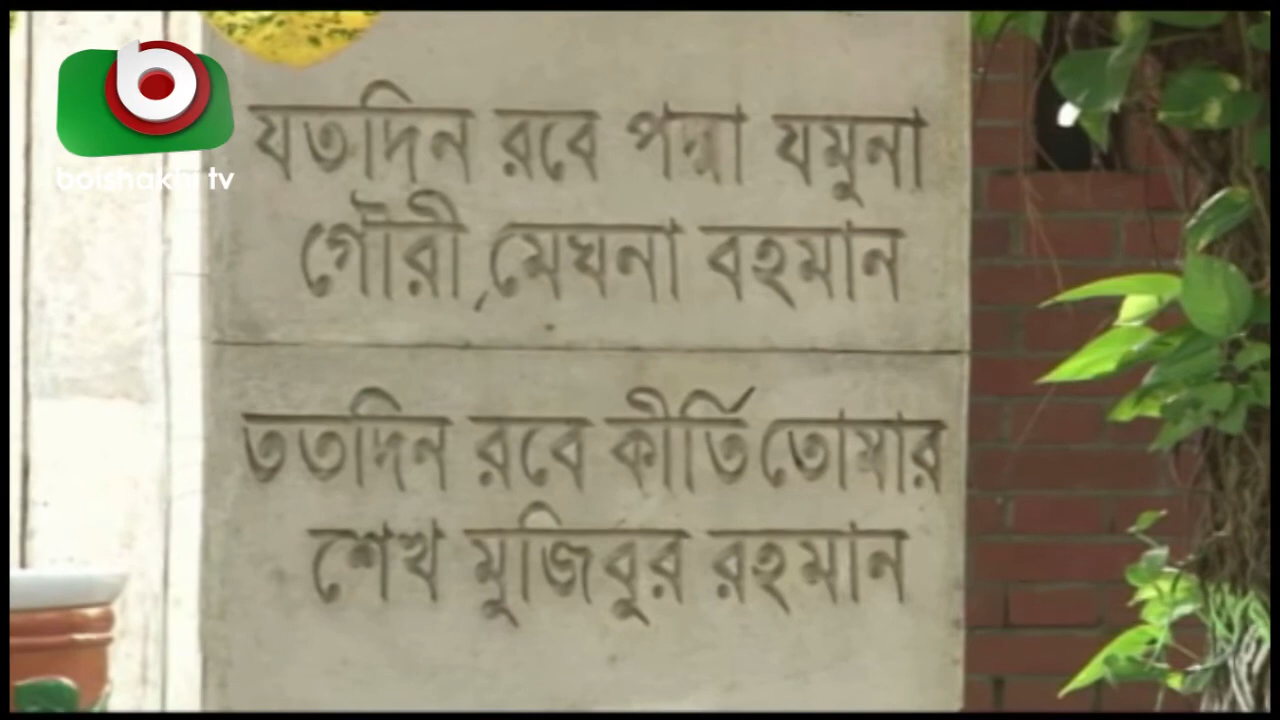 boishakhi tv
যতদিন রবে পদ্মা যমুনা
গৌরী, মেঘনা বহমান
ততদিন রবে কীর্তি তোমার
শেখ মুজিবুর রহমান